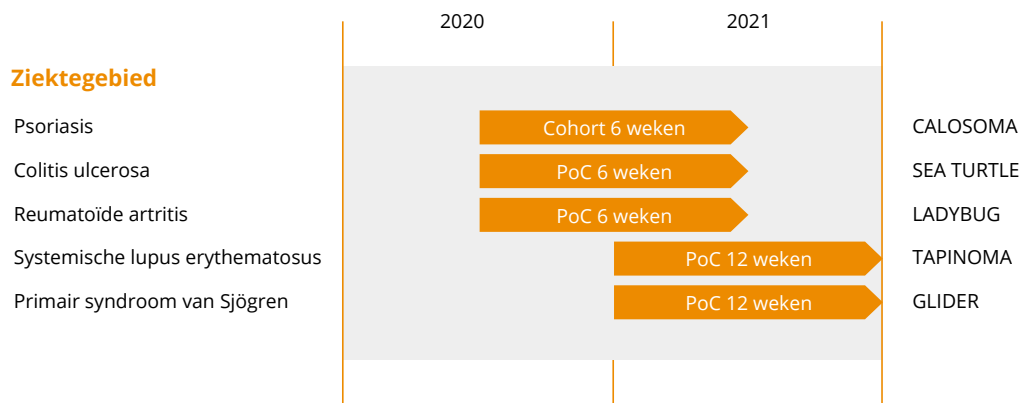 2020 2021
Ziektegebied
Psoriasis Cohort 6 weken CALOSOMA
Colitis ulcerosa PoC 6 weken SEA TURTLE
Reumatoïde artritis PoC 6 weken LADYBUG
Systemische lupus erythematosus PoC 12 weken TAPINOMA
Primair syndroom van Sjögren PoC 12 weken GLIDER